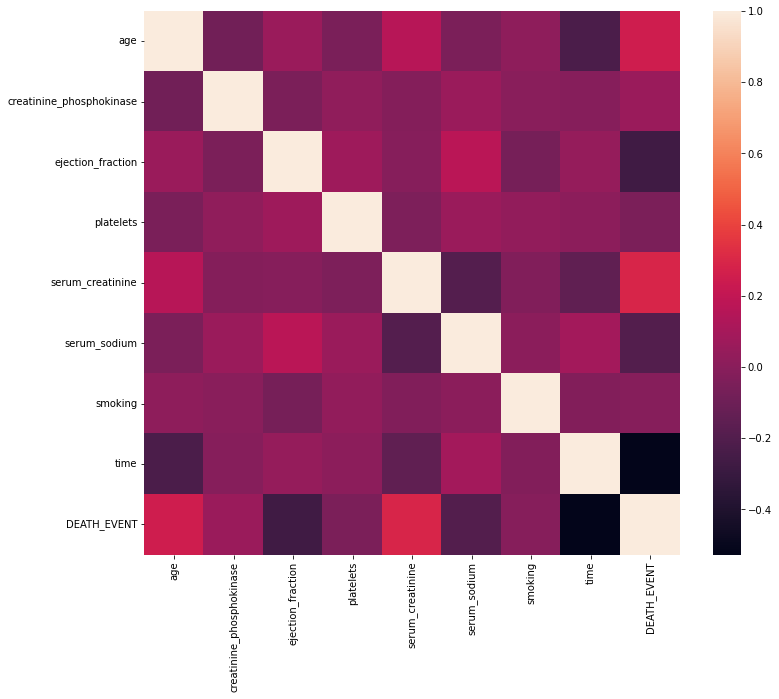 age
creatinine_phosphokinase
ejection_fraction
platelets
serum_creatinine
serum_sodium
smoking
time
DEATH_EVENT
age
creatinine_phosphokinase
ejection_fraction
platelets
serum_creatinine
serum_sodium
smoking
time
DEATH_EVENT
1.0
0.8
0.6
0.4
0.2
0.0
−0.2
−0.4